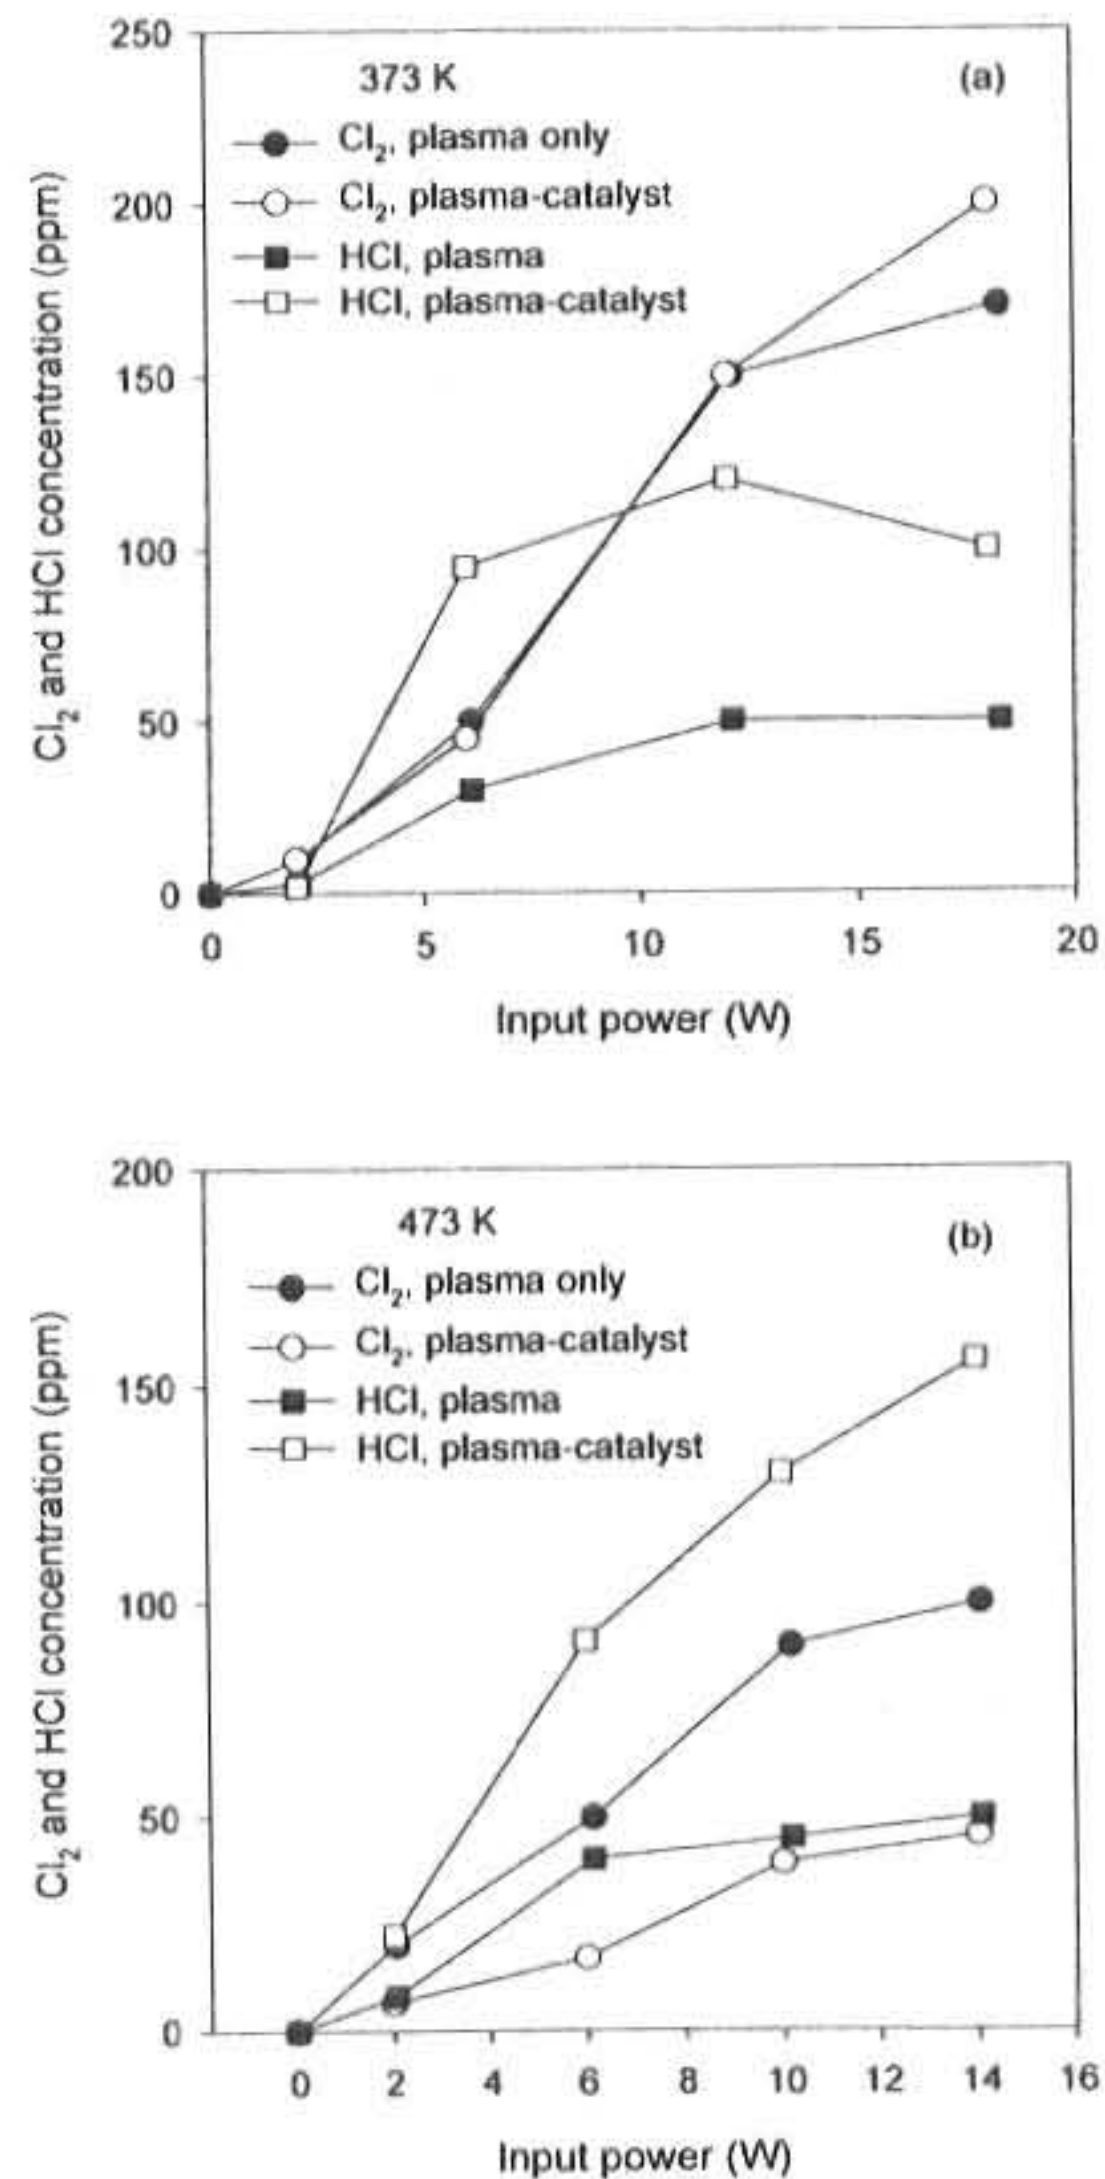 250
373 K
(a)
Cl₂, plasma only
Cl₂, plasma-catalyst
HCl, plasma
HCl, plasma-catalyst
200
150
100
50
0
Cl₂ and HCl concentration (ppm)
0 5 10 15 20
Input power (W)
200
473 K
(b)
Cl₂, plasma only
Cl₂, plasma-catalyst
HCl, plasma
HCl, plasma-catalyst
150
100
50
0
Cl₂ and HCl concentration (ppm)
0 2 4 6 8 10 12 14 16
Input power (W)